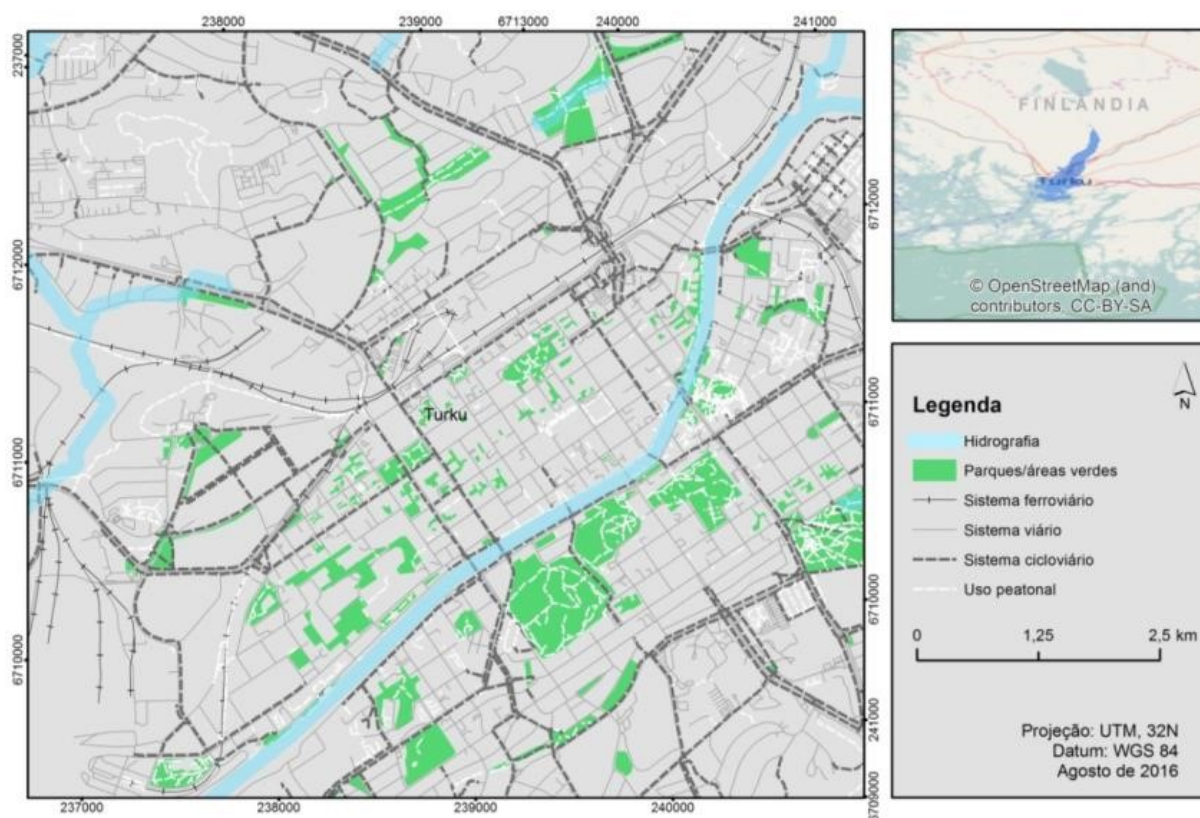 238000
239000
6713000
240000
241000
237000
6712000
6711000
6710000
6712000
6711000
6710000
241000
6709000
Turku
237000
238000
239000
240000
FINLÂNDIA
© OpenStreetMap (and)
contributors, CC-BY-SA
N
Legenda
Hidrografia
Parques/áreas verdes
Sistema ferroviário
Sistema viário
Sistema cicloviário
Uso peatonal
0 1,25 2,5 km
Projeção: UTM, 32N
Datum: WGS 84
Agosto de 2016